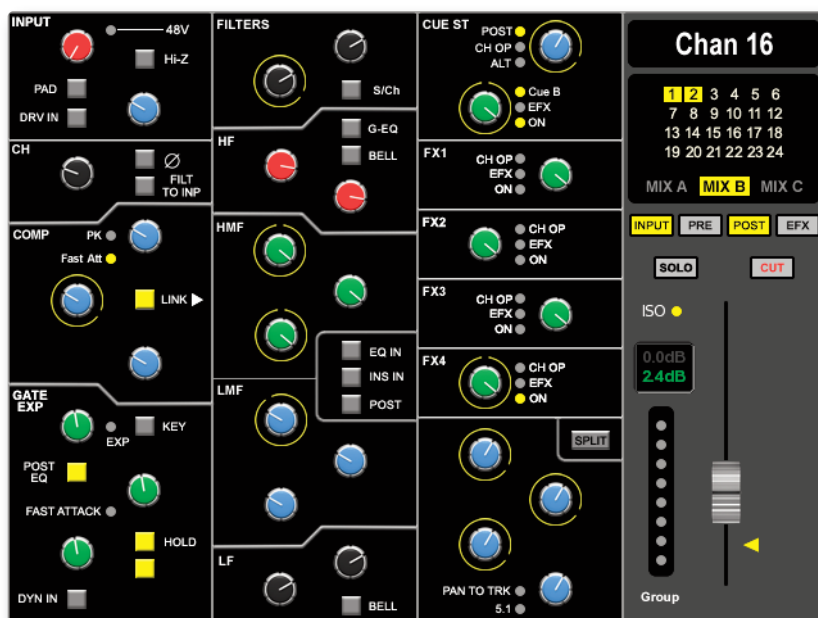 INPUT
48V
Hi-Z
PAD
DRV IN
CH
Ø
FILT
TO INP
COMP
PK
Fast Att
LINK
GATE
EXP
EXP
KEY
POST
EQ
FAST ATTACK
HOLD
DYN IN
FILTERS
S/Ch
G-EQ
HF
BELL
HMF
EQ IN
INS IN
POST
LMF
LF
BELL
CUE ST
POST
CH OP
ALT
Cue B
EFX
ON
FX1
CH OP
EFX
ON
FX2
CH OP
EFX
ON
FX3
CH OP
EFX
ON
FX4
CH OP
EFX
ON
SPLIT
PAN TO TRK
5.1
Chan 16
1 2 3 4 5 6
7 8 9 10 11 12
13 14 15 16 17 18
19 20 21 22 23 24
MIX A MIX B MIX C
INPUT PRE POST EFX
SOLO CUT
ISO
0.0dB
2.4dB
Group